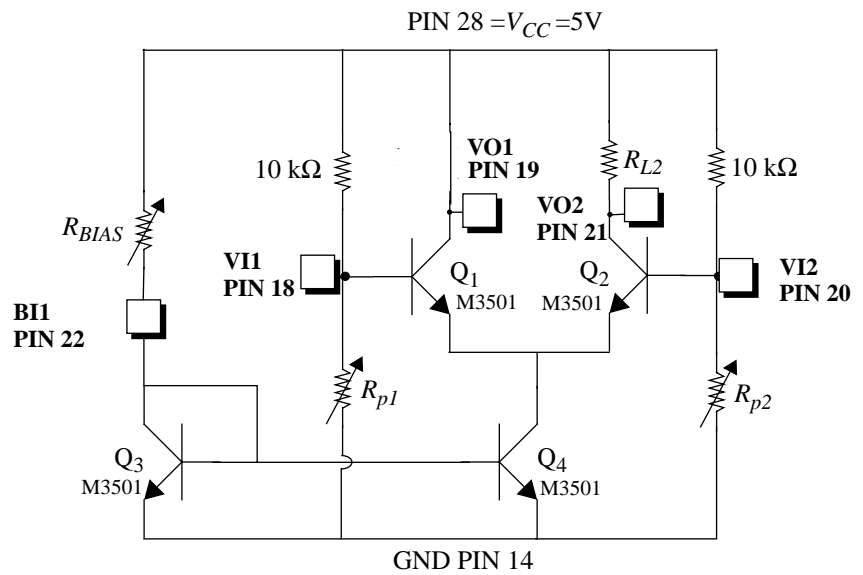 PIN 28 =VCC =5V
10 kΩ
VO1
PIN 19
RL2
10 kΩ
RBIAS
VO2
PIN 21
VI1
PIN 18
Q1
M3501
Q2
M3501
VI2
PIN 20
BI1
PIN 22
Rp1
Rp2
Q3
M3501
Q4
M3501
GND PIN 14